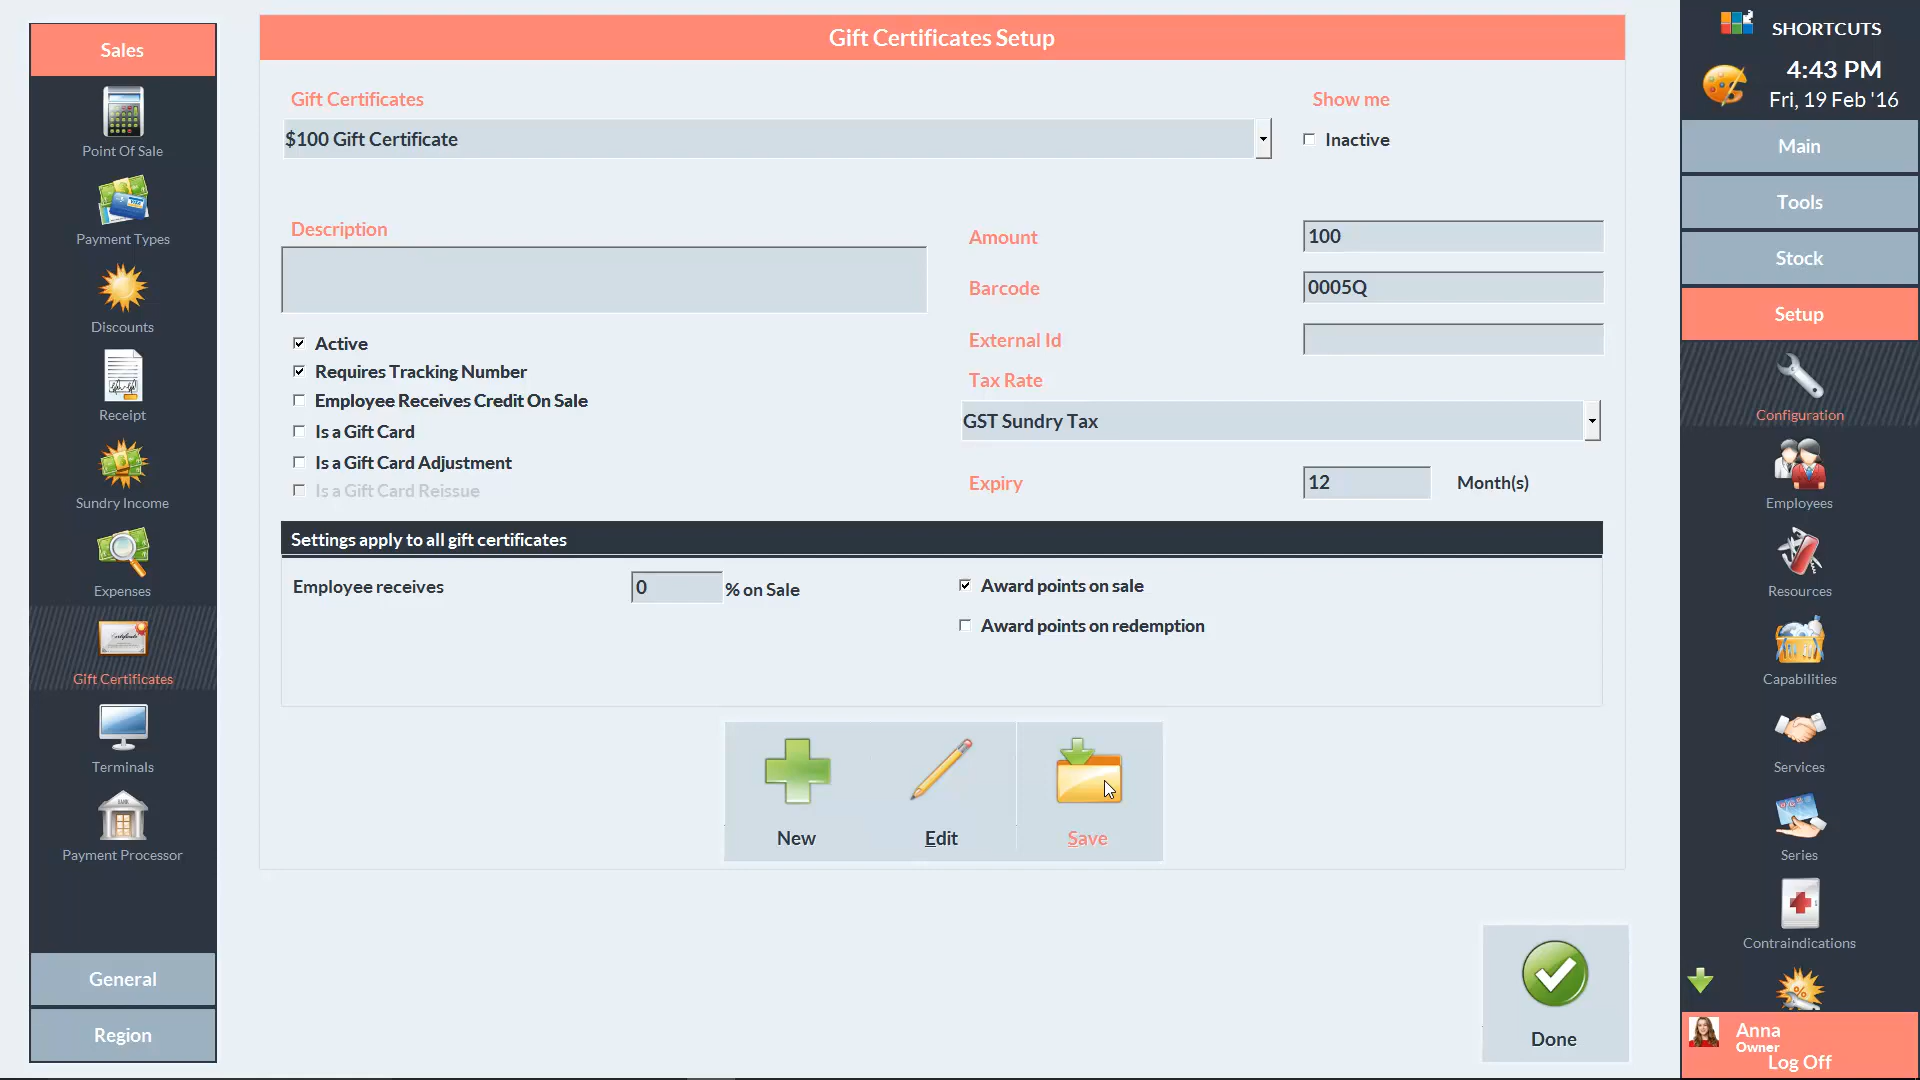 Sales
Point Of Sale
Payment Types
Discounts
Receipt
Sundry Income
Expenses
Gift Certificates
Terminals
Payment Processor
General
Region
Gift Certificates Setup
Gift Certificates
$100 Gift Certificate
Show me
Inactive
Description
Active
Requires Tracking Number
Employee Receives Credit On Sale
Is a Gift Card
Is a Gift Card Adjustment
Is a Gift Card Reissue
Amount
100
Barcode
0005Q
External Id
Tax Rate
GST Sundry Tax
Expiry
12
Month(s)
Settings apply to all gift certificates
Employee receives
0
% on Sale
Award points on sale
Award points on redemption
New
Edit
Save
Done
SHORTCUTS
4:43 PM
Fri, 19 Feb '16
Main
Tools
Stock
Setup
Configuration
Employees
Resources
Capabilities
Services
Series
Contraindications
Anna
Owner
Log Off